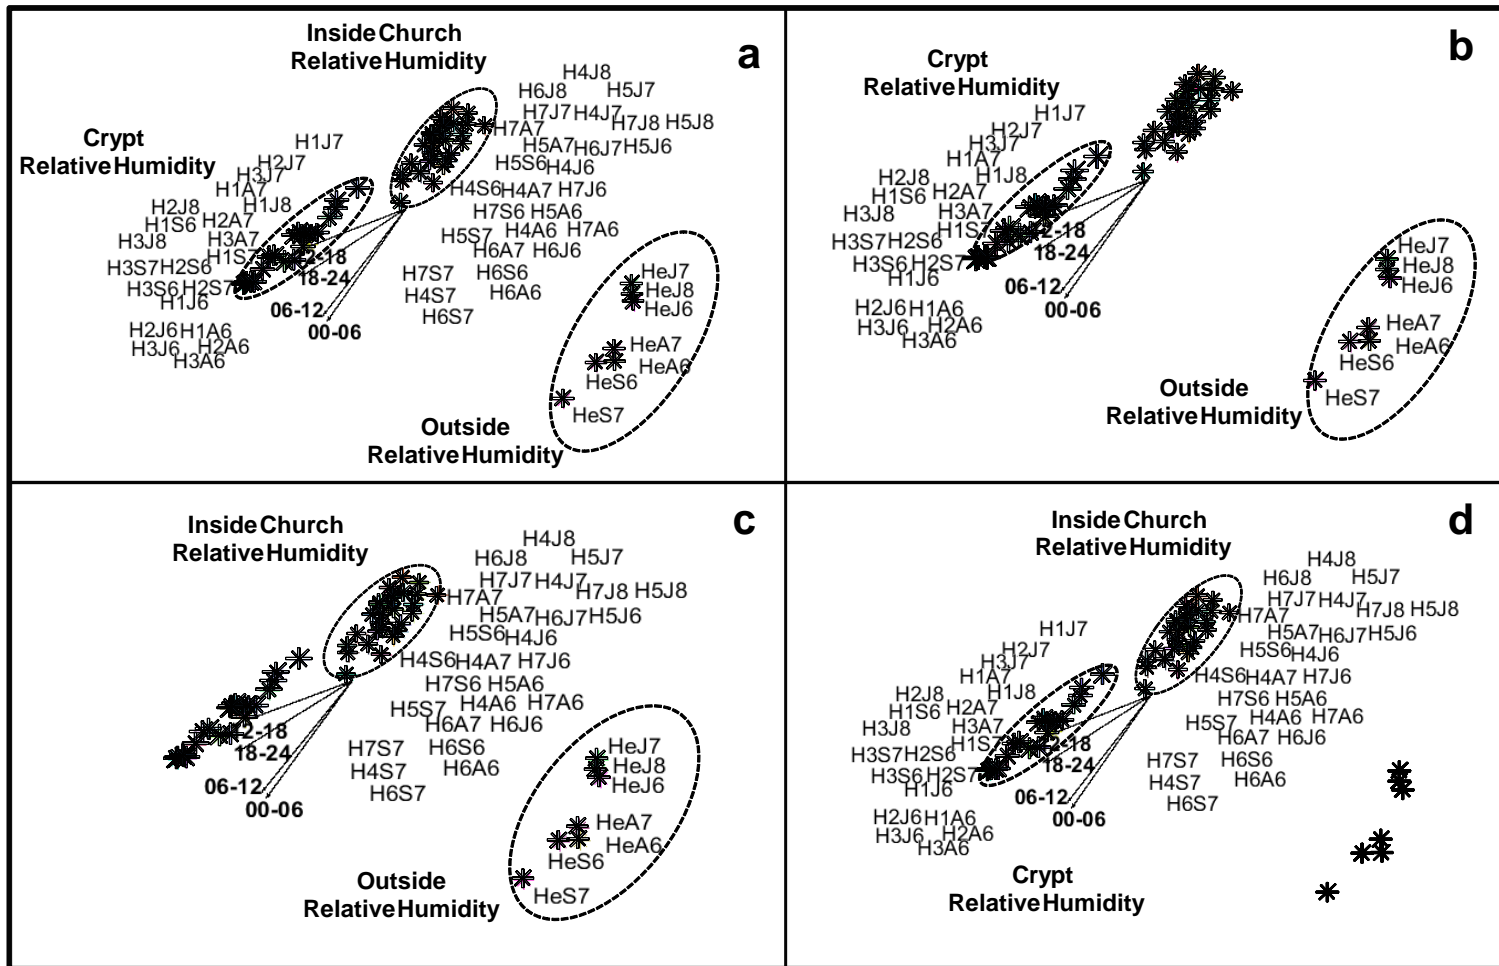 Inside Church
Relative Humidity
a
H4J8
H6J8 H5J7
H7J7 H4J7
H7A7 H7J8 H5J8
Crypt
Relative Humidity
H1J7
H5A7 H6J7 H5J6
H2J7
H5S6 H4J6
H3J7
H1A7
H4S6 H4A7 H7J6
H2J8 H1J8
H7S6 H5A6
H1S6 H2A7
H4A6 H7A6
H3J8 H3A7
H5S7
H6A7 H6J6
H1S7 2-18
H3S7 H2S6
18-24
H7S7 H6S6
H3S6 H2S7
H4S7 H6A6
H1J6
06-12
H6S7
00-06
H2J6 H1A6
H3J6 H2A6
H3A6
HeJ7
HeJ8
HeJ6
HeA7
HeA6
HeS6
HeS7
Outside
Relative Humidity
b
Crypt
Relative Humidity
H1J7
H2J7
H3J7
H1A7
H2J8 H1J8
H1S6 H2A7
H3J8 H3A7
H1S7 2-18
H3S7 H2S6
18-24
H3S6 H2S7
H1J6
06-12
00-06
H2J6 H1A6
H3J6 H2A6
H3A6
HeJ7
HeJ8
HeJ6
HeA7
HeA6
HeS6
HeS7
Outside
Relative Humidity
c
Inside Church
Relative Humidity
H4J8
H6J8 H5J7
H7J7 H4J7
H7A7 H7J8 H5J8
H5A7 H6J7 H5J6
H5S6 H4J6
H4S6 H4A7 H7J6
H7S6 H5A6
H4A6 H7A6
H5S7
H6A7 H6J6
2-18
18-24
H7S7 H6S6
H4S7 H6A6
06-12
H6S7
00-06
HeJ7
HeJ8
HeJ6
HeA7
HeA6
HeS6
HeS7
Outside
Relative Humidity
d
Inside Church
Relative Humidity
H4J8
H6J8 H5J7
H7J7 H4J7
H7A7 H7J8 H5J8
H1J7
H5A7 H6J7 H5J6
H2J7
H5S6 H4J6
H3J7
H1A7
H4S6 H4A7 H7J6
H2J8 H1J8
H7S6 H5A6
H1S6 H2A7
H4A6 H7A6
H3J8 H3A7
H5S7
H6A7 H6J6
H1S7 2-18
H3S7 H2S6
18-24
H7S7 H6S6
H3S6 H2S7
H4S7 H6A6
H1J6
06-12
H6S7
00-06
H2J6 H1A6
H3J6 H2A6
H3A6
Crypt
Relative Humidity